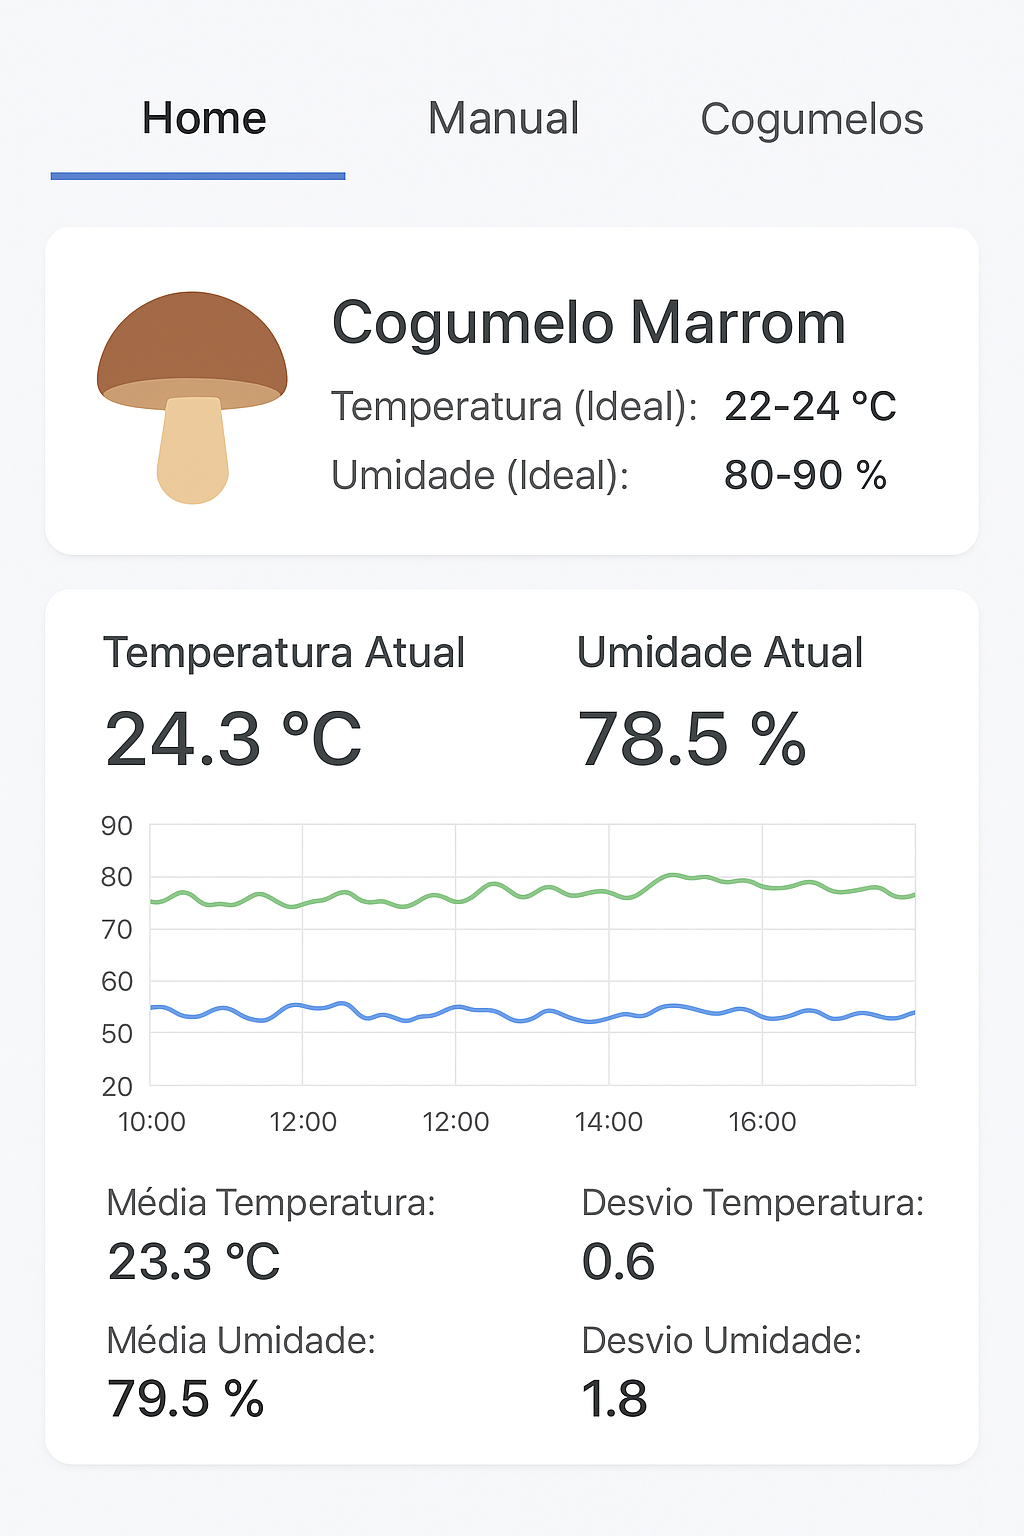 Home Manual Cogumelos
Cogumelo Marrom
Temperatura (Ideal): 22-24 °C
Umidade (Ideal): 80-90 %
Temperatura Atual Umidade Atual
24.3 °C 78.5 %
90
80
70
60
50
20
10:00 12:00 12:00 14:00 16:00
Média Temperatura: Desvio Temperatura:
23.3 °C 0.6
Média Umidade: Desvio Umidade:
79.5 % 1.8